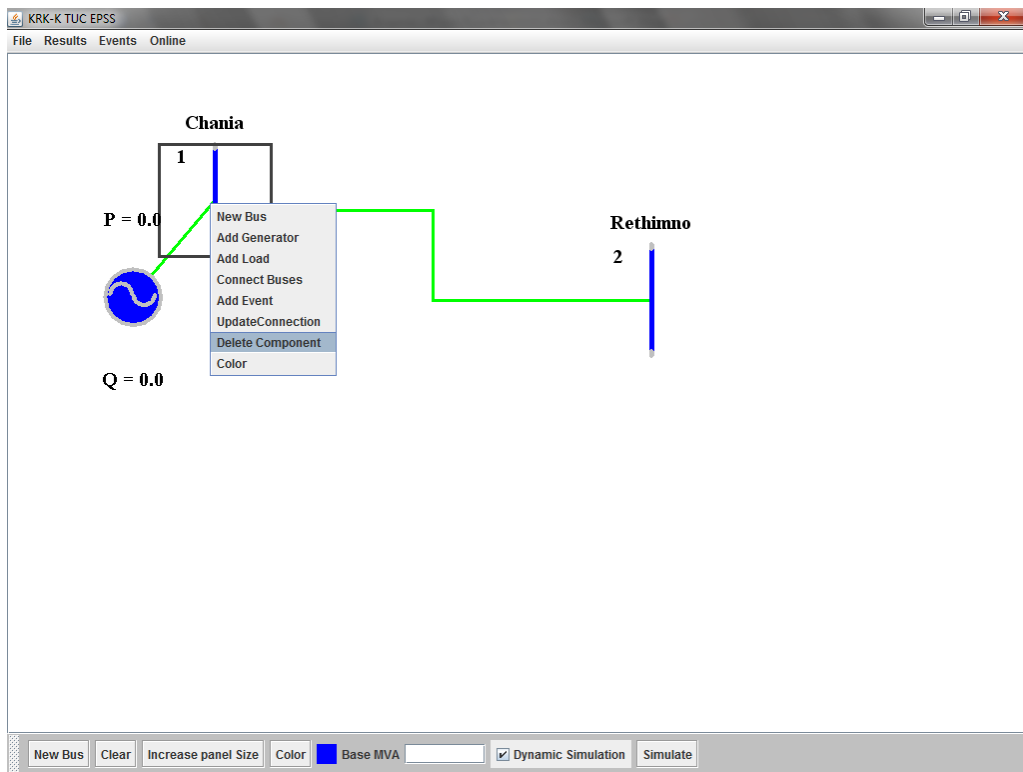 KRK-K TUC EPSS
File Results Events Online
Chania
1
P = 0.0
New Bus
Add Generator
Add Load
Connect Buses
Add Event
UpdateConnection
Delete Component
Color
Q = 0.0
Rethimno
2
New Bus Clear Increase panel Size Color Base MVA Dynamic Simulation Simulate